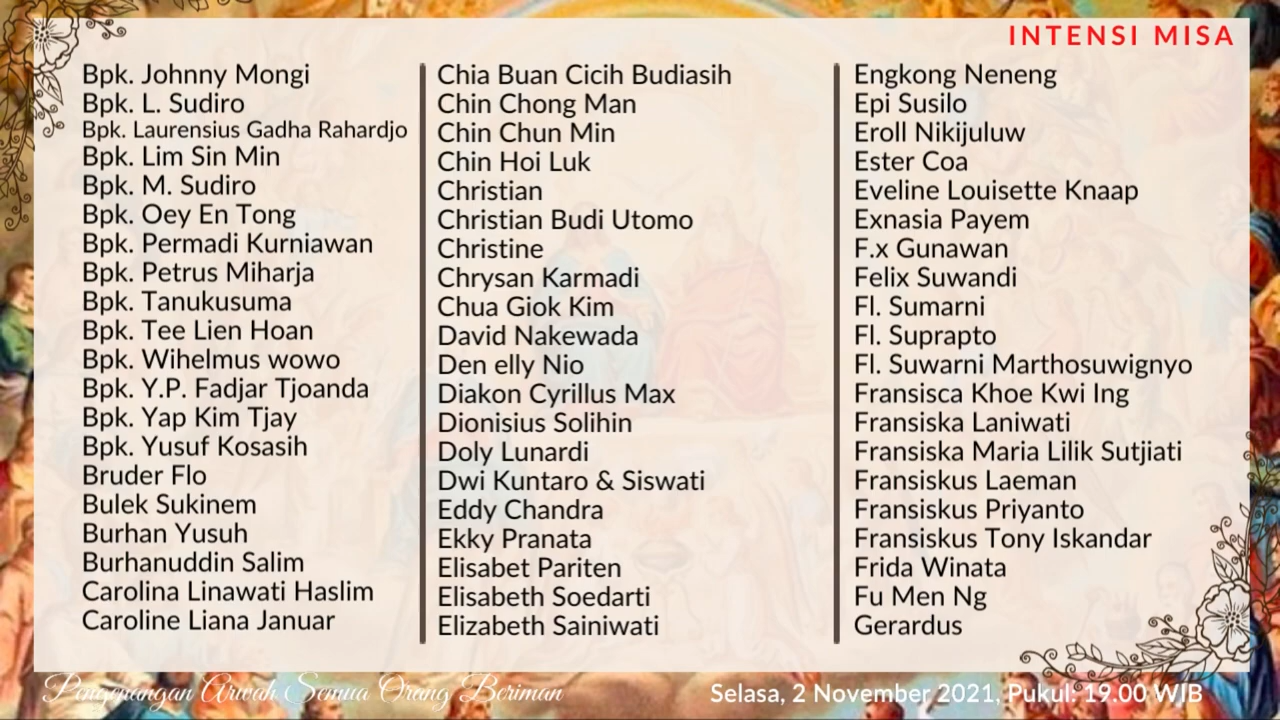 INTENSI MISA
Bpk. Johnny Mongi
Bpk. L. Sudiro
Bpk. Laurensius Gadha Rahardjo
Bpk. Lim Sin Min
Bpk. M. Sudiro
Bpk. Oey En Tong
Bpk. Permadi Kurniawan
Bpk. Petrus Miharja
Bpk. Tanukusuma
Bpk. Tee Lien Hoan
Bpk. Wihelmus wowo
Bpk. Y.P. Fadjar Tjoanda
Bpk. Yap Kim Tjay
Bpk. Yusuf Kosasih
Bruder Flo
Bulek Sukinem
Burhan Yusuh
Burhanuddin Salim
Carolina Linawati Haslim
Caroline Liana Januar
Chia Buan Cicih Budiasih
Chin Chong Man
Chin Chun Min
Chin Hoi Luk
Christian
Christian Budi Utomo
Christine
Chrysan Karmadi
Chua Giok Kim
David Nakewada
Den elly Nio
Diakon Cyrillus Max
Dionisius Solihin
Doly Lunardi
Dwi Kuntaro & Siswati
Eddy Chandra
Ekky Pranata
Elisabet Pariten
Elisabeth Soedarti
Elizabeth Sainiwati
Engkong Neneng
Epi Susilo
Eroll Nikijuluw
Ester Coa
Eveline Louisette Knaap
Exnasia Payem
F.x Gunawan
Felix Suwandi
Fl. Sumarni
Fl. Suprapto
Fl. Suwarni Marthosuwignyo
Fransisca Khoe Kwi Ing
Fransiska Laniwati
Fransiska Maria Lilik Sutjiati
Fransiskus Laeman
Fransiskus Priyanto
Fransiskus Tony Iskandar
Frida Winata
Fu Men Ng
Gerardus
Pengenangan Arwah Semua Orang Beriman
Selasa, 2 November 2021, Pukul: 19.00 WIB